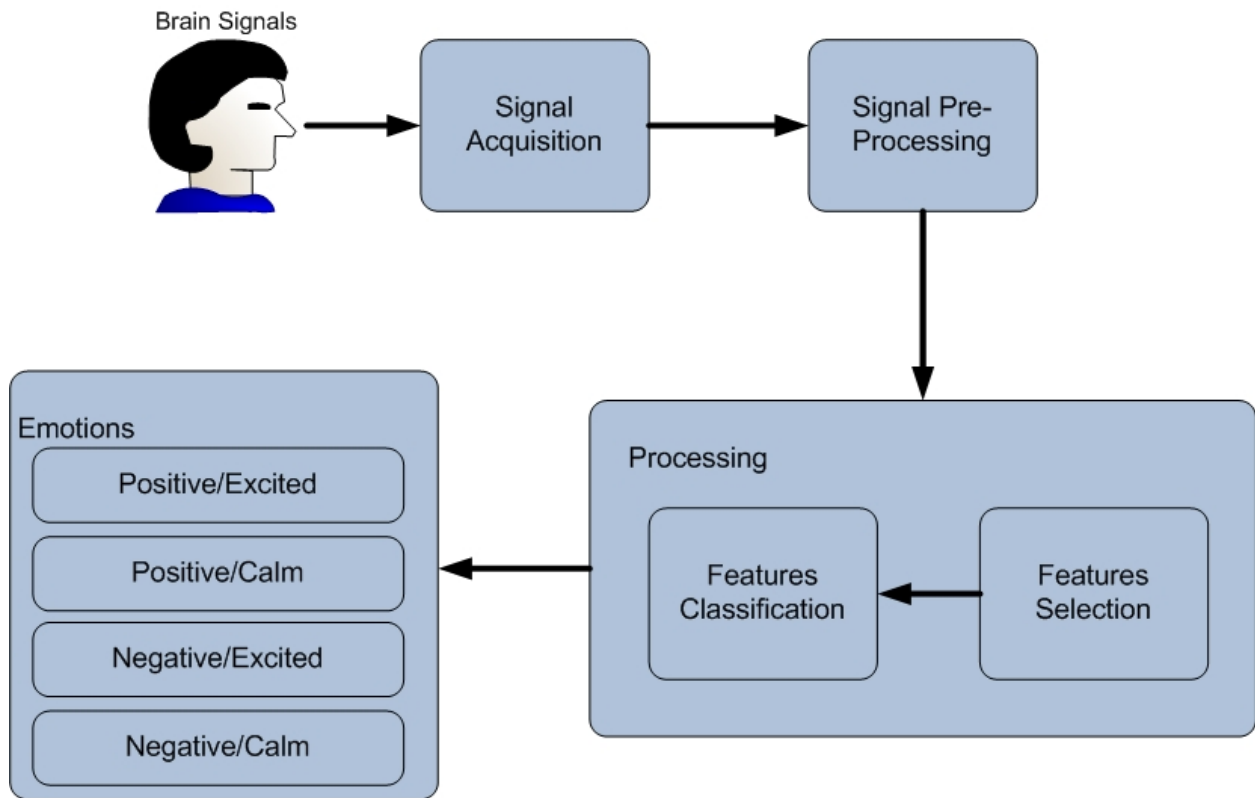 Brain Signals
Signal
Acquisition
Signal Pre-
Processing
Emotions
Positive/Excited
Positive/Calm
Negative/Excited
Negative/Calm
Processing
Features
Classification
Features
Selection